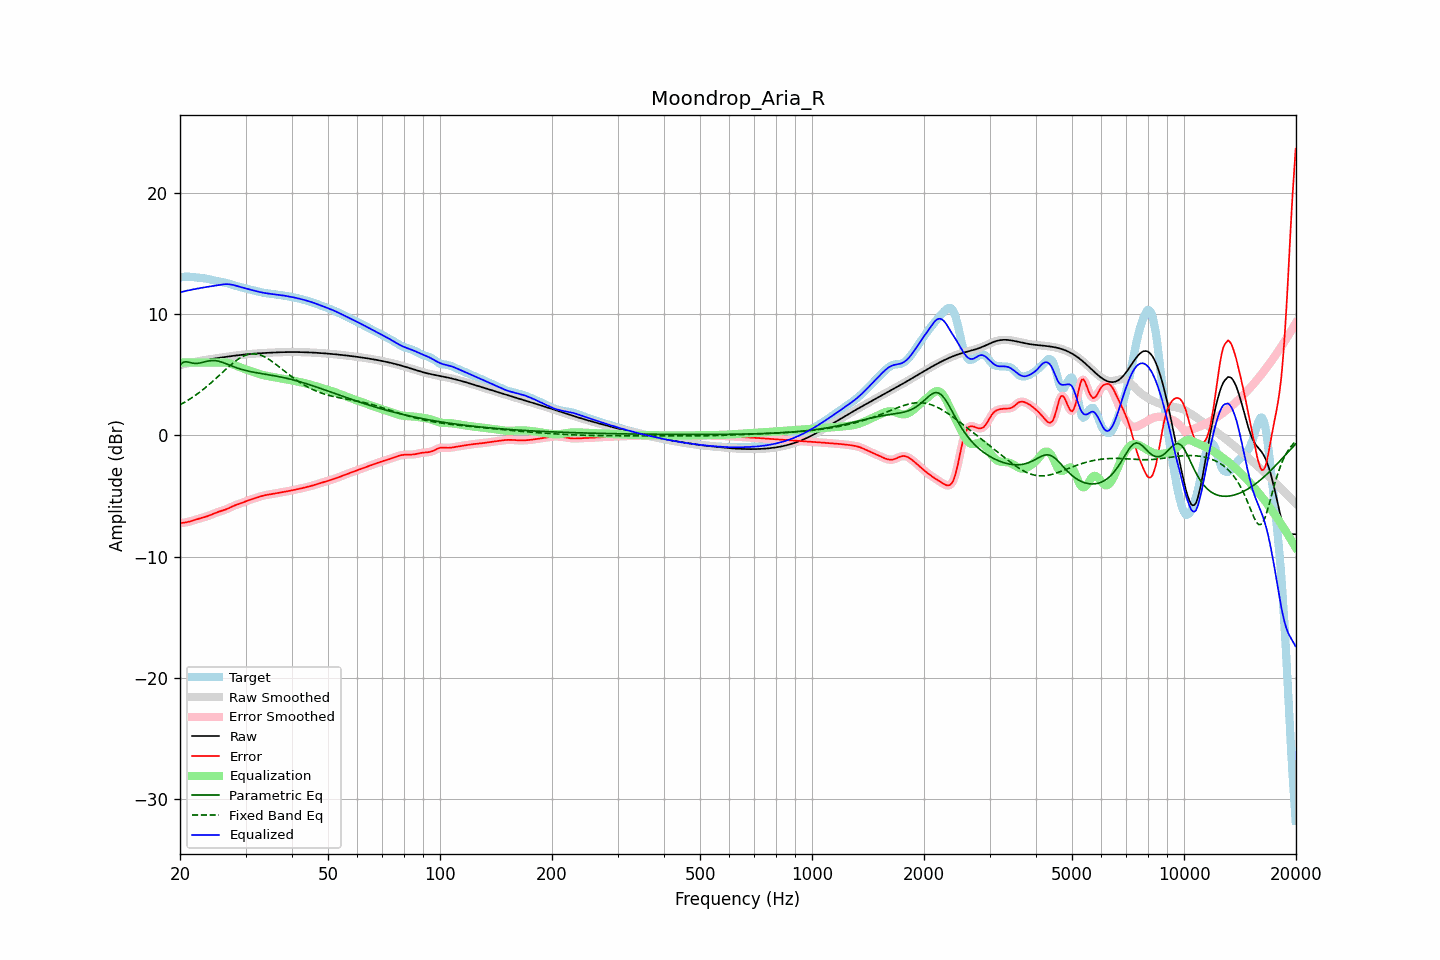 Moondrop_Aria_R
Amplitude (dBr)
20
10
0
−10
−20
−30
Target
Raw Smoothed
Error Smoothed
Raw
Error
Equalization
Parametric Eq
Fixed Band Eq
Equalized
20 50 100 200 500 1000 2000 5000 10000 20000
Frequency (Hz)